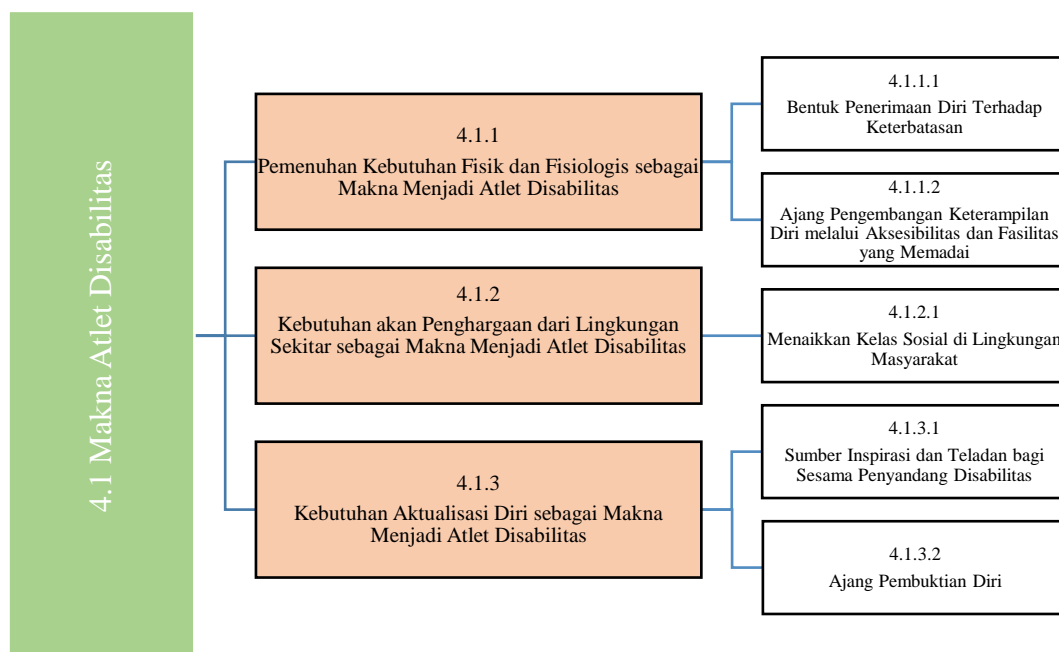 4.1 Makna Atlet Disabilitas
4.1.1
Pemenuhan Kebutuhan Fisik dan Fisiologis sebagai
Makna Menjadi Atlet Disabilitas
4.1.1.1
Bentuk Penerimaan Diri Terhadap
Keterbatasan
4.1.1.2
Ajang Pengembangan Keterampilan
Diri melalui Aksesibilitas dan Fasilitas
yang Memadai
4.1.2
Kebutuhan akan Penghargaan dari Lingkungan
Sekitar sebagai Makna Menjadi Atlet Disabilitas
4.1.2.1
Menaikkan Kelas Sosial di Lingkungan
Masyarakat
4.1.3
Kebutuhan Aktualisasi Diri sebagai Makna
Menjadi Atlet Disabilitas
4.1.3.1
Sumber Inspirasi dan Teladan bagi
Sesama Penyandang Disabilitas
4.1.3.2
Ajang Pembuktian Diri